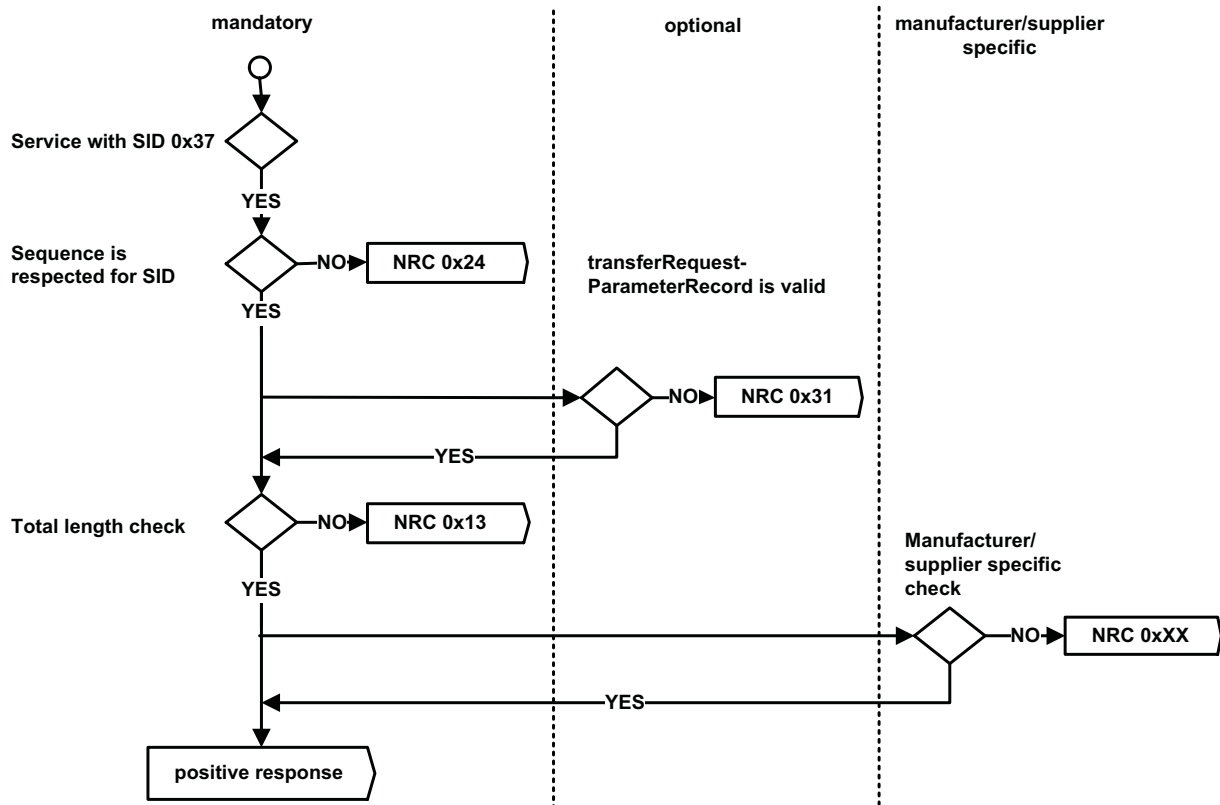 mandatory
optional
manufacturer/supplier
specific
Service with SID 0x37
YES
Sequence is
respected for SID
NO
NRC 0x24
YES
transferRequest-
ParameterRecord is valid
NO
NRC 0x31
YES
Total length check
NO
NRC 0x13
YES
Manufacturer/
supplier specific
check
NO
NRC 0xXX
YES
positive response